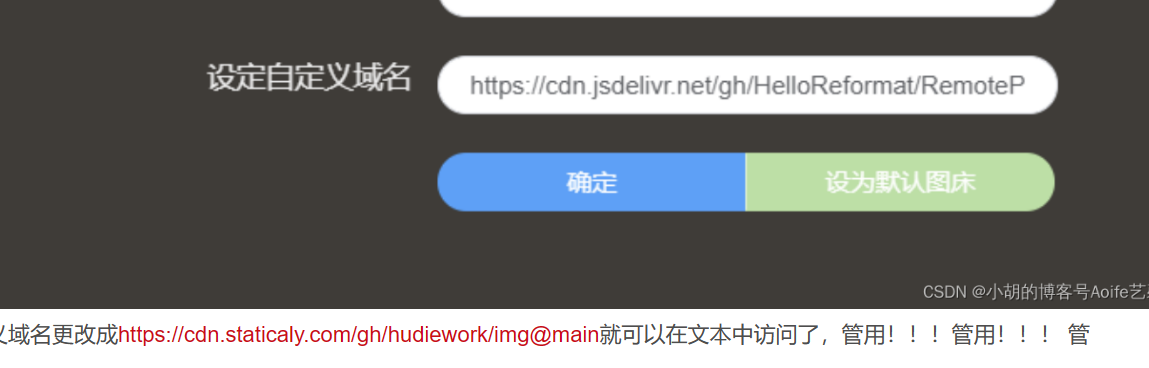 设定自定义域名
https://cdn.jsdelivr.net/gh/HelloReformat/RemoteP
确定
设为默认图床
CSDN @小胡的博客号Aoife艺
义域名更改成https://cdn.staticaly.com/gh/hudiework/img@main就可以在文本中访问了，管用！！！管用！！！ 管